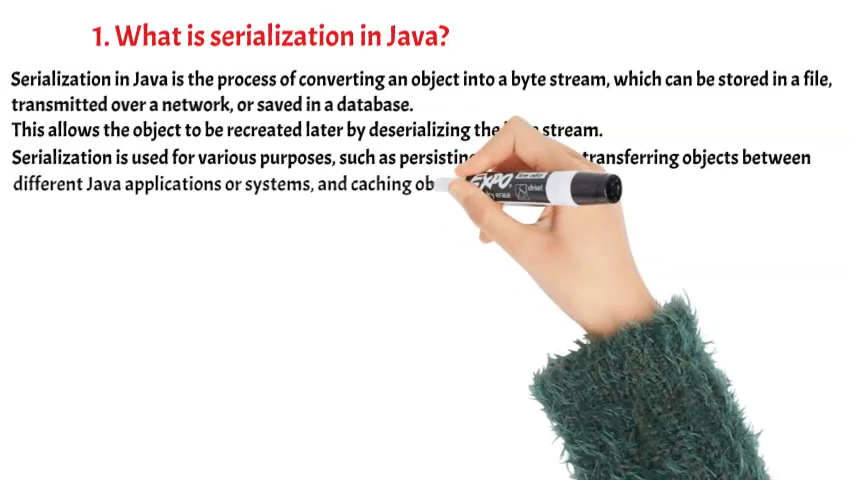 1. What is serialization in Java?
Serialization in Java is the process of converting an object into a byte stream, which can be stored in a file,
transmitted over a network, or saved in a database.
This allows the object to be recreated later by deserializing the stream.
Serialization is used for various purposes, such as persisting transferring objects between
different Java applications or systems, and caching ob
EXPO
chisel